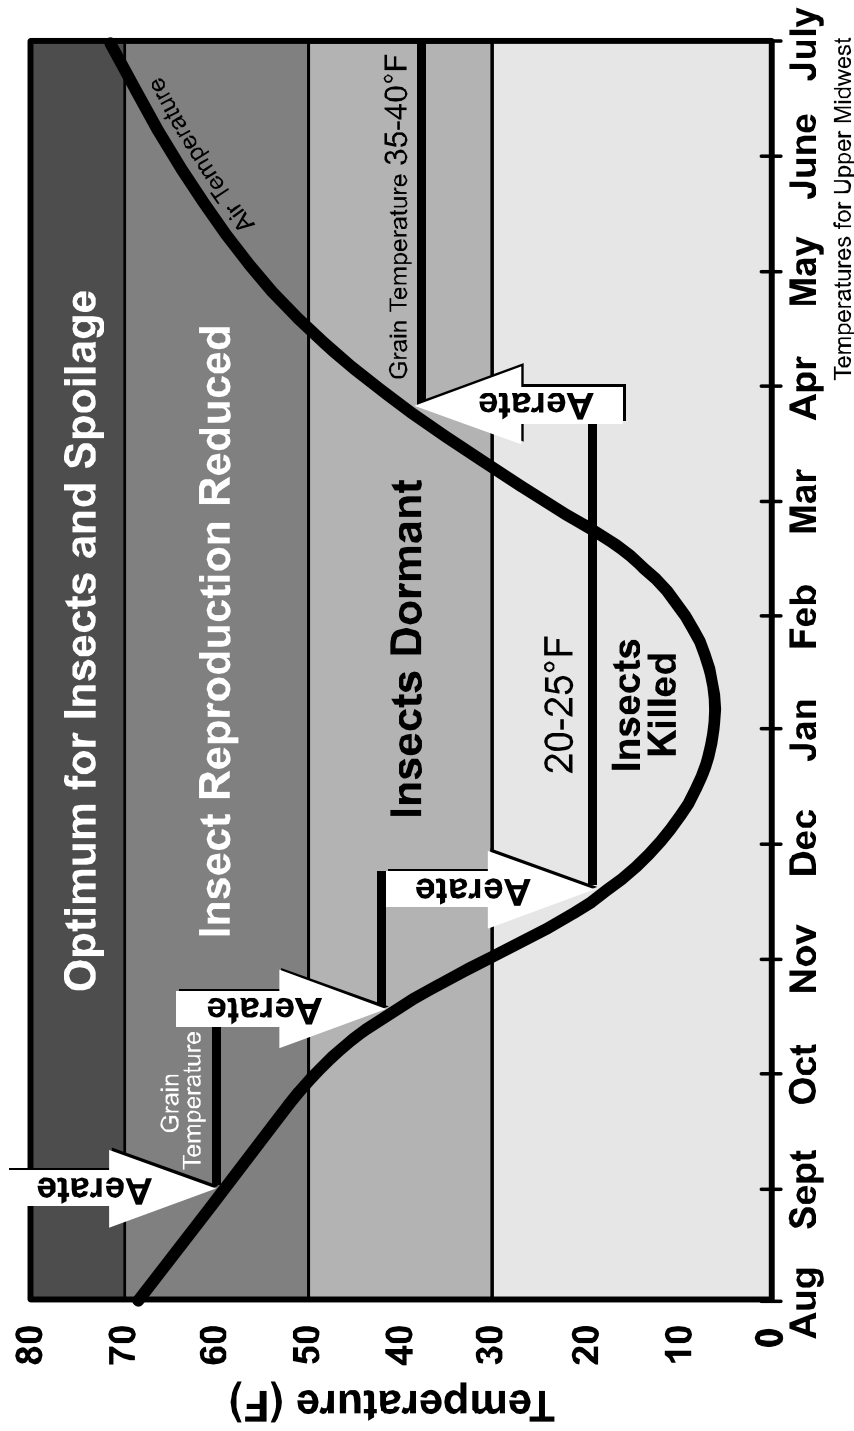 Temperature (F)
80
70
60
50
40
30
20
10
0
Optimum for Insects and Spoilage
Insect Reproduction Reduced
Insects Dormant
20-25°F
Insects
Killed
Aerate
Grain
Temperature
Aerate
Aerate
Aerate
Air Temperature
Grain Temperature 35-40°F
Aug
Sept
Oct
Nov
Dec
Jan
Feb
Mar
Apr
May
June
July
Temperatures for Upper Midwest